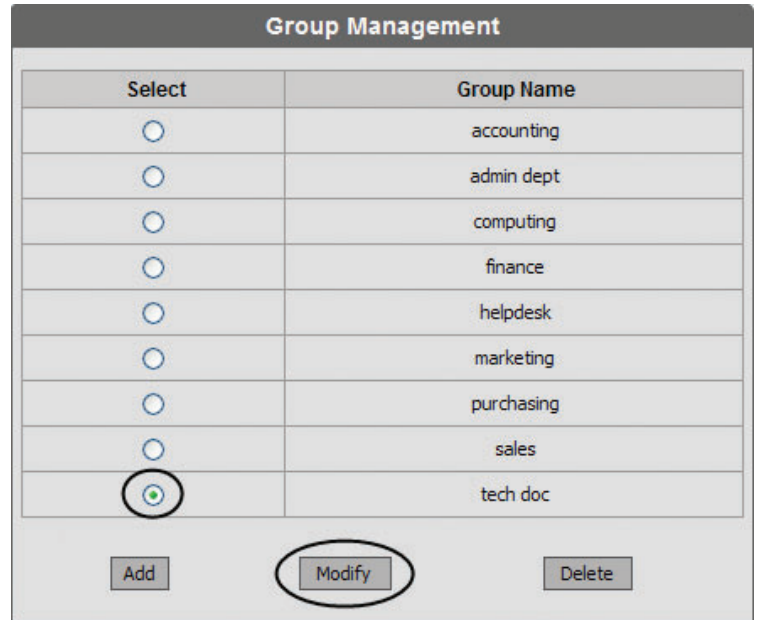 Group Management
Select Group Name
accounting
admin dept
computing
finance
helpdesk
marketing
purchasing
sales
tech doc
Add Modify Delete